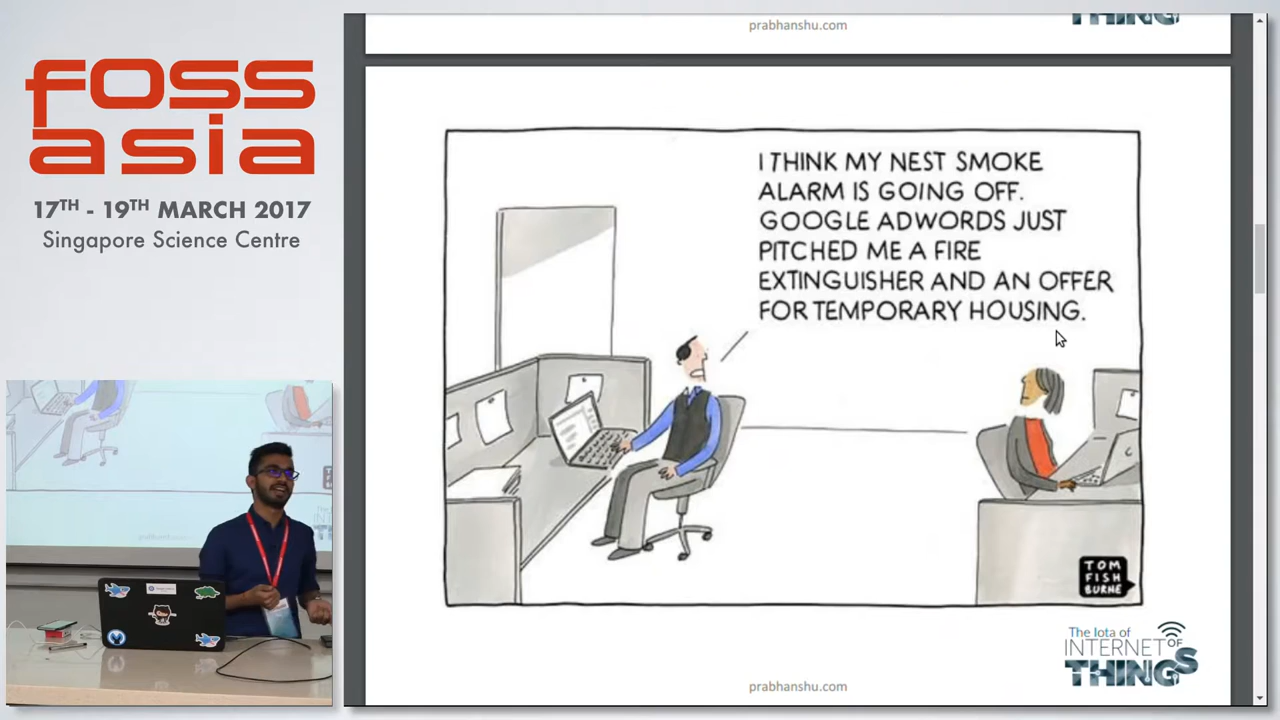 foss
asia
17TH - 19TH MARCH 2017
Singapore Science Centre
prabhanshu.com
THINGS
I THINK MY NEST SMOKE
ALARM IS GOING OFF.
GOOGLE ADWORDS JUST
PITCHED ME A FIRE
EXTINGUISHER AND AN OFFER
FOR TEMPORARY HOUSING.
TOM
FISH
BURNE
The Iota of
INTERNET OF
THINGS
prabhanshu.com